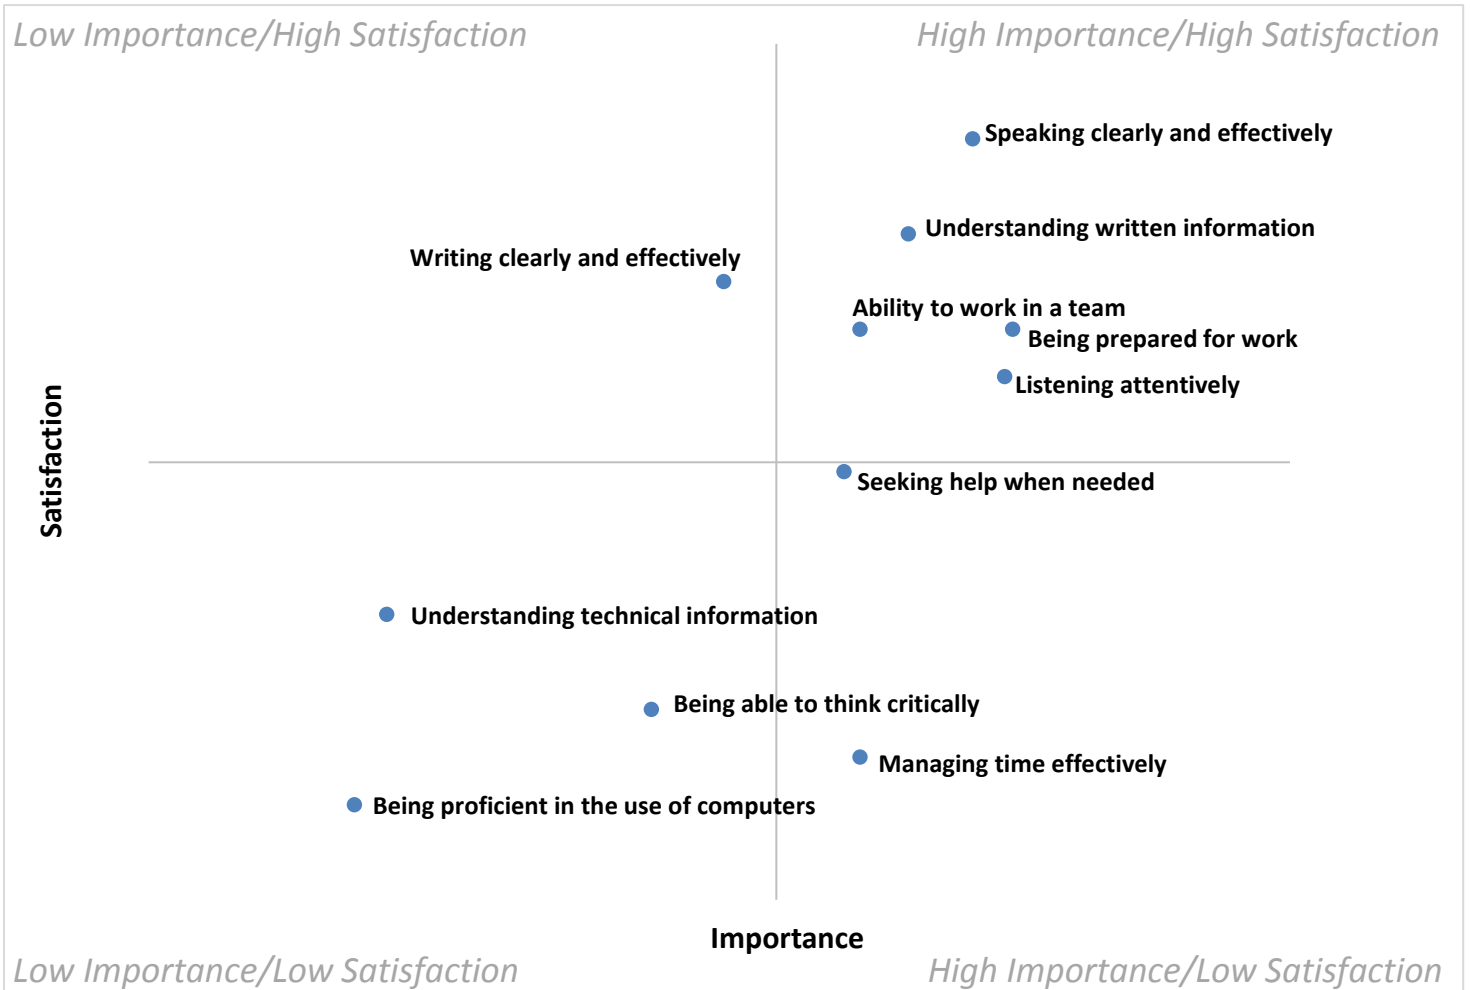 Low Importance/High Satisfaction
High Importance/High Satisfaction
Speaking clearly and effectively
Understanding written information
Writing clearly and effectively
Ability to work in a team
Being prepared for work
Listening attentively
Satisfaction
Seeking help when needed
Understanding technical information
Being able to think critically
Managing time effectively
Being proficient in the use of computers
Importance
Low Importance/Low Satisfaction
High Importance/Low Satisfaction